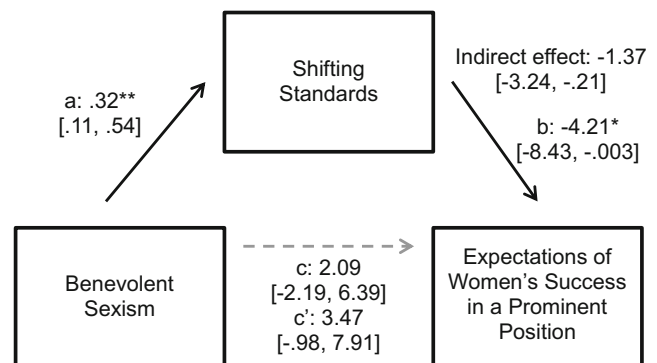 Shifting
Standards
Indirect effect: -1.37
[-3.24, -.21]
a: .32**
[.11, .54]
b: -4.21*
[-8.43, -.003]
Benevolent
Sexism
c: 2.09
[-2.19, 6.39]
c': 3.47
[-.98, 7.91]
Expectations of
Women's Success
in a Prominent
Position